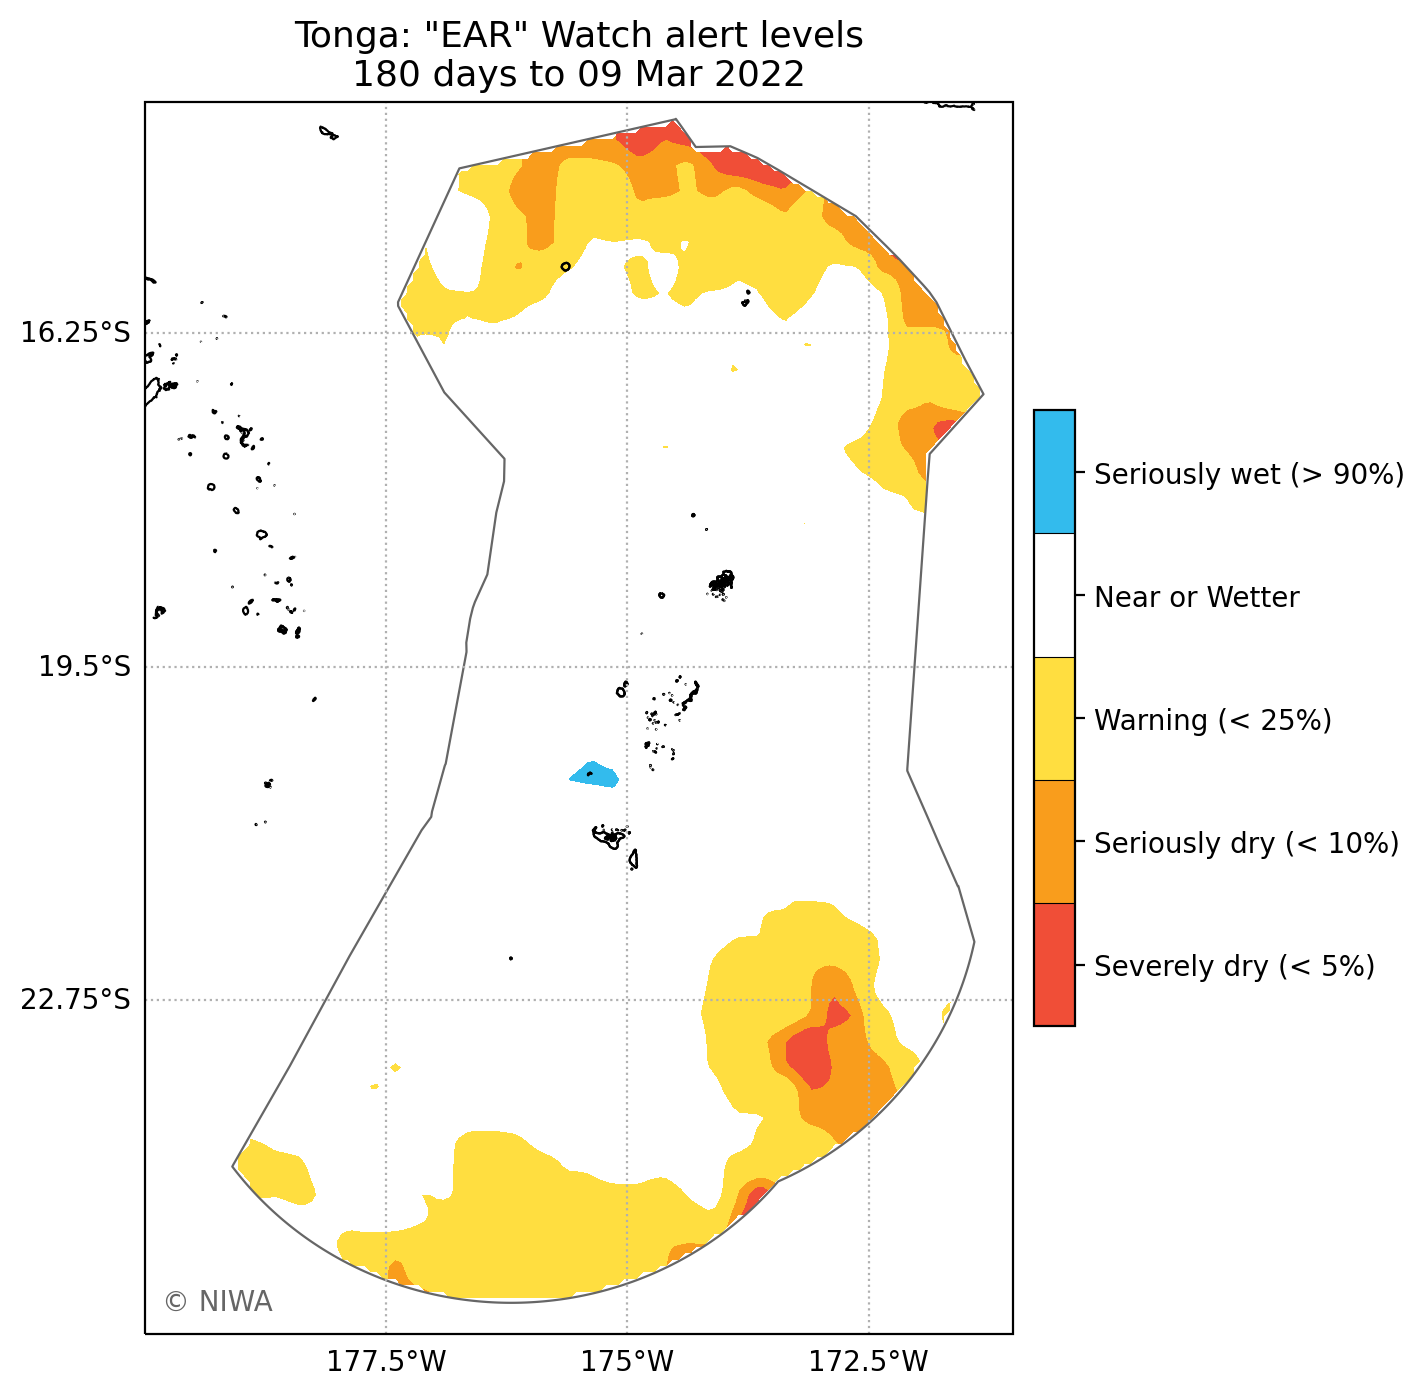 Tonga: "EAR" Watch alert levels
180 days to 09 Mar 2022
16.25°S
19.5°S
22.75°S
177.5°W
175°W
172.5°W
Seriously wet (> 90%)
Near or Wetter
Warning (< 25%)
Seriously dry (< 10%)
Severely dry (< 5%)
© NIWA